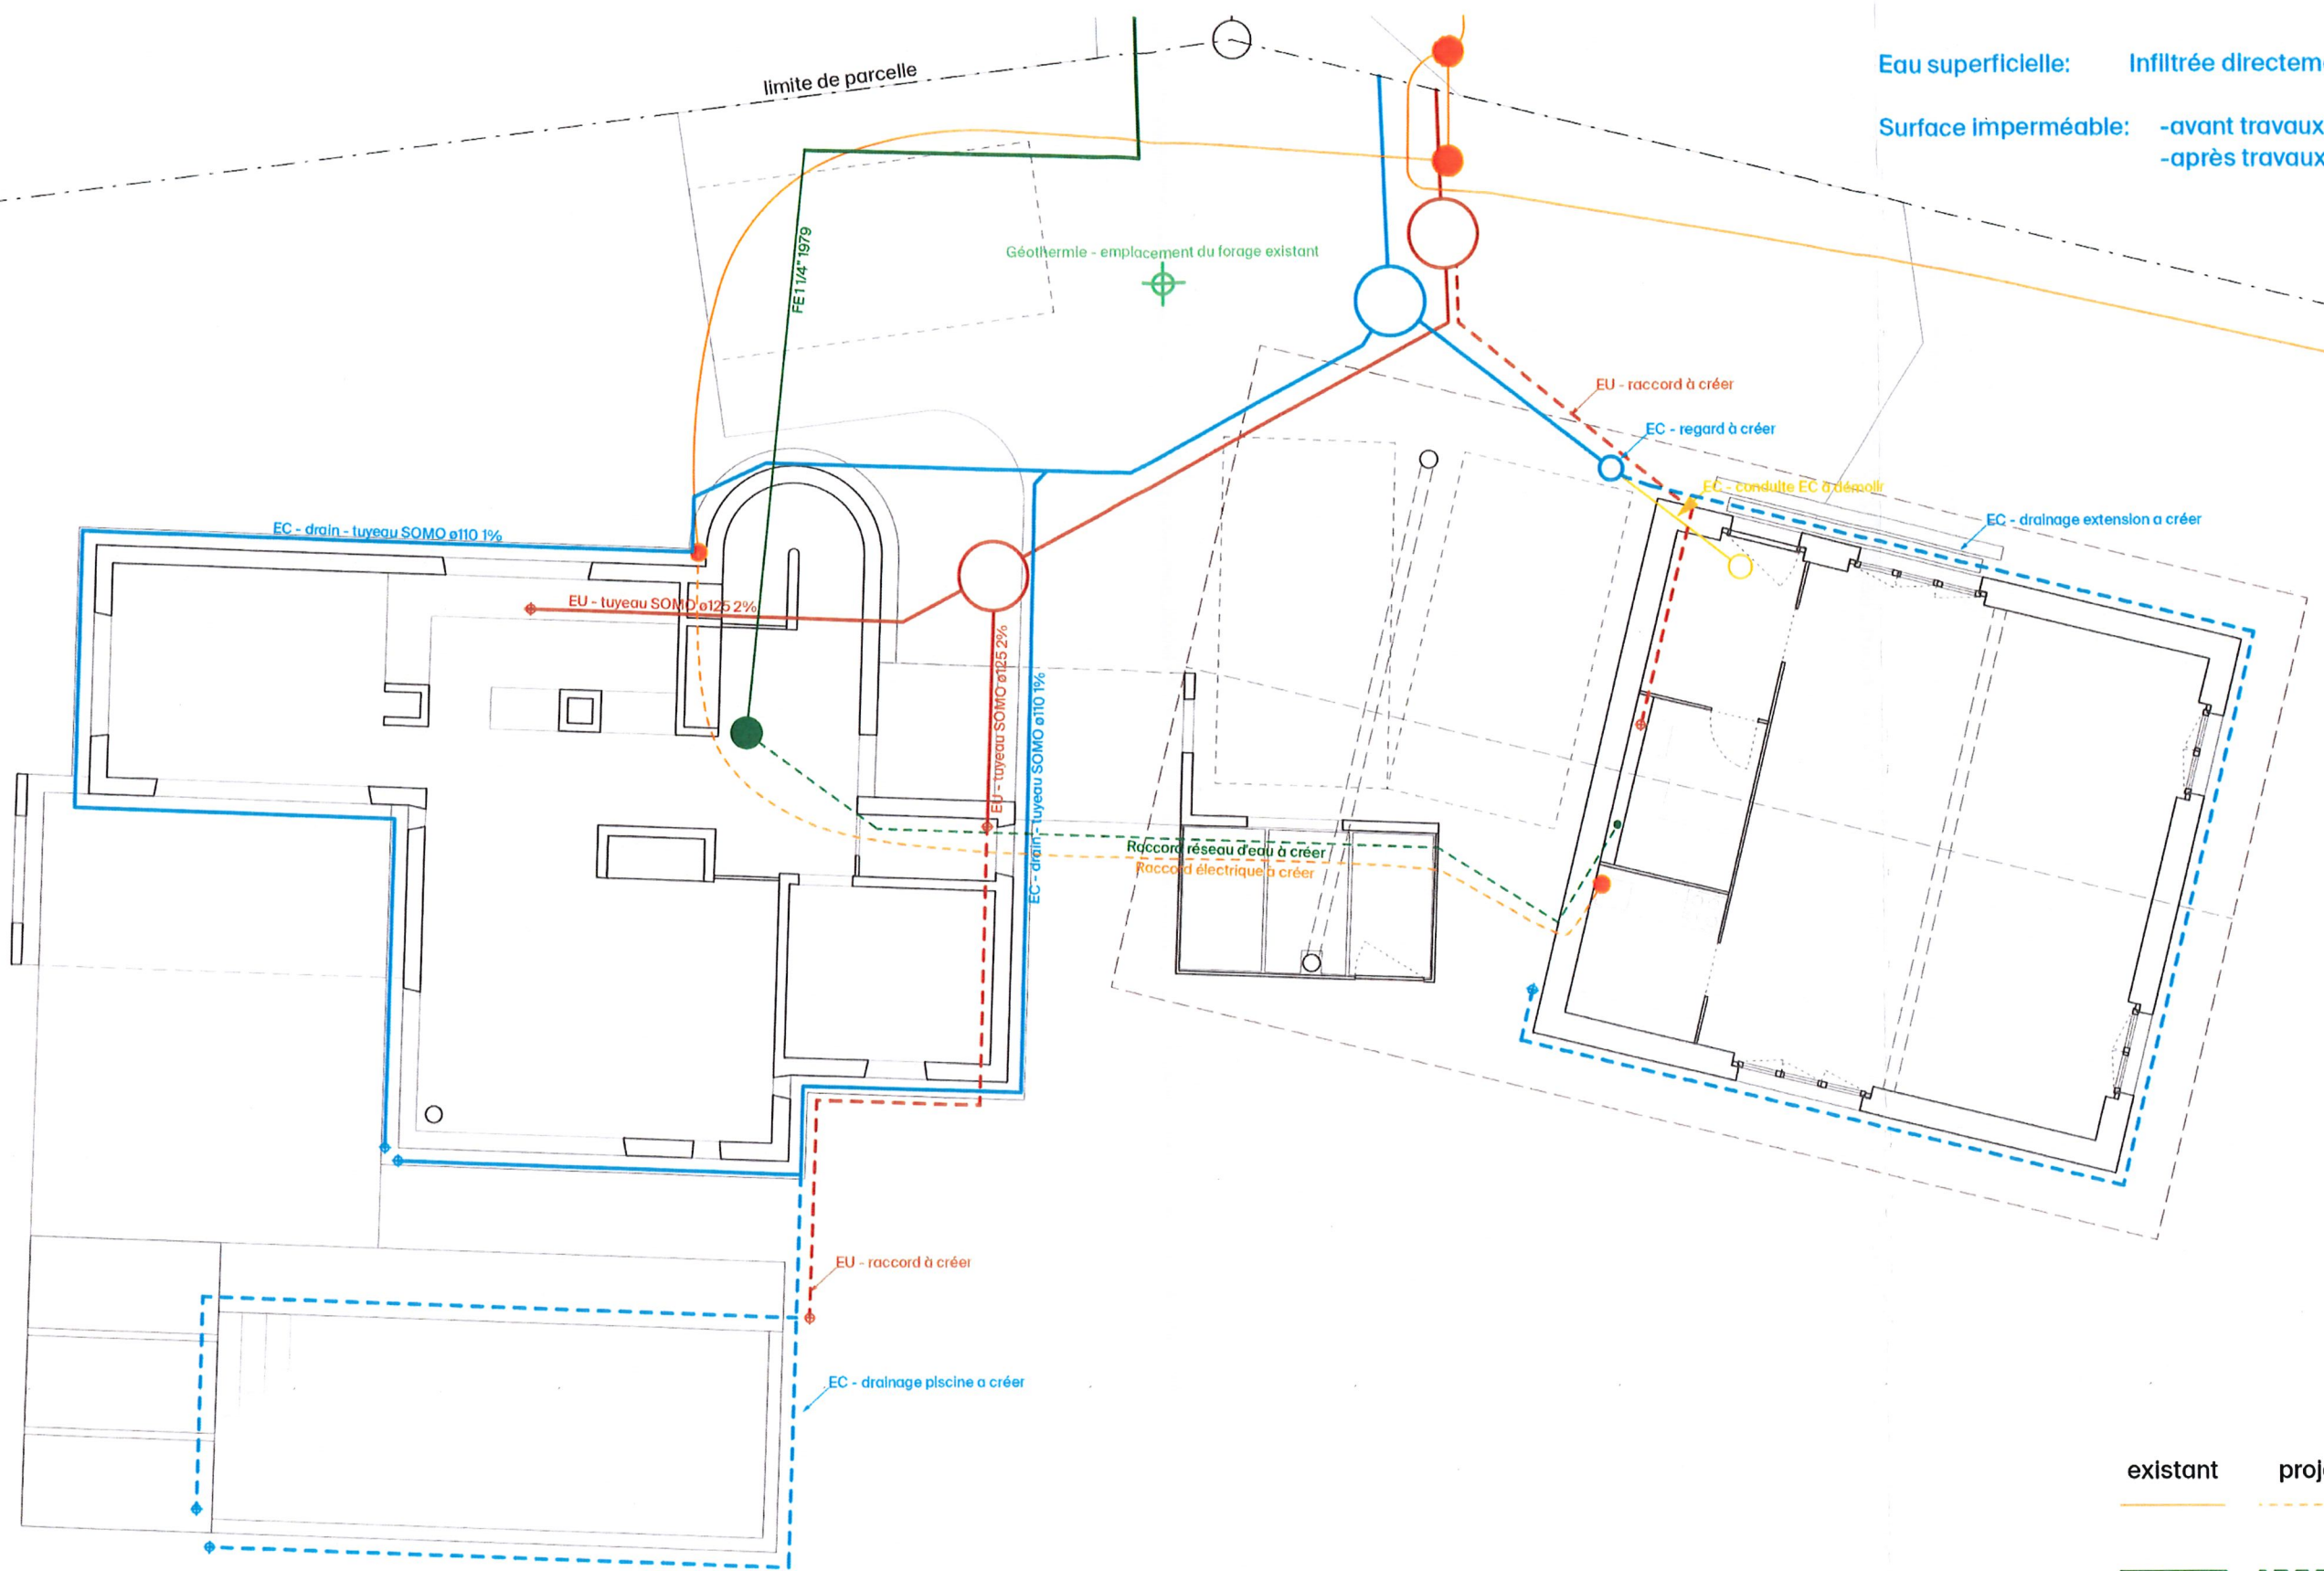 limite de parcelle
Eau superficielle: Infiltrée directem
Surface imperméable: -avant travaux
-après travaux
FE 1 1/4" 1979
Géothermie - emplacement du forage existant
EU - raccord à créer
EC - regard à créer
EC - conduite EC à démolir
EC - drainage extension a créer
EC - drain - tuyeau SOMO ø110 1%
EU - tuyeau SOMO ø125 2%
EU - tuyeau SOMO ø125 2%
EC - drain - tuyeau SOMO ø110 1%
Raccord réseau d'eau à créer
Raccord électrique à créer
EU - raccord à créer
EC - drainage piscine a créer
existant proj